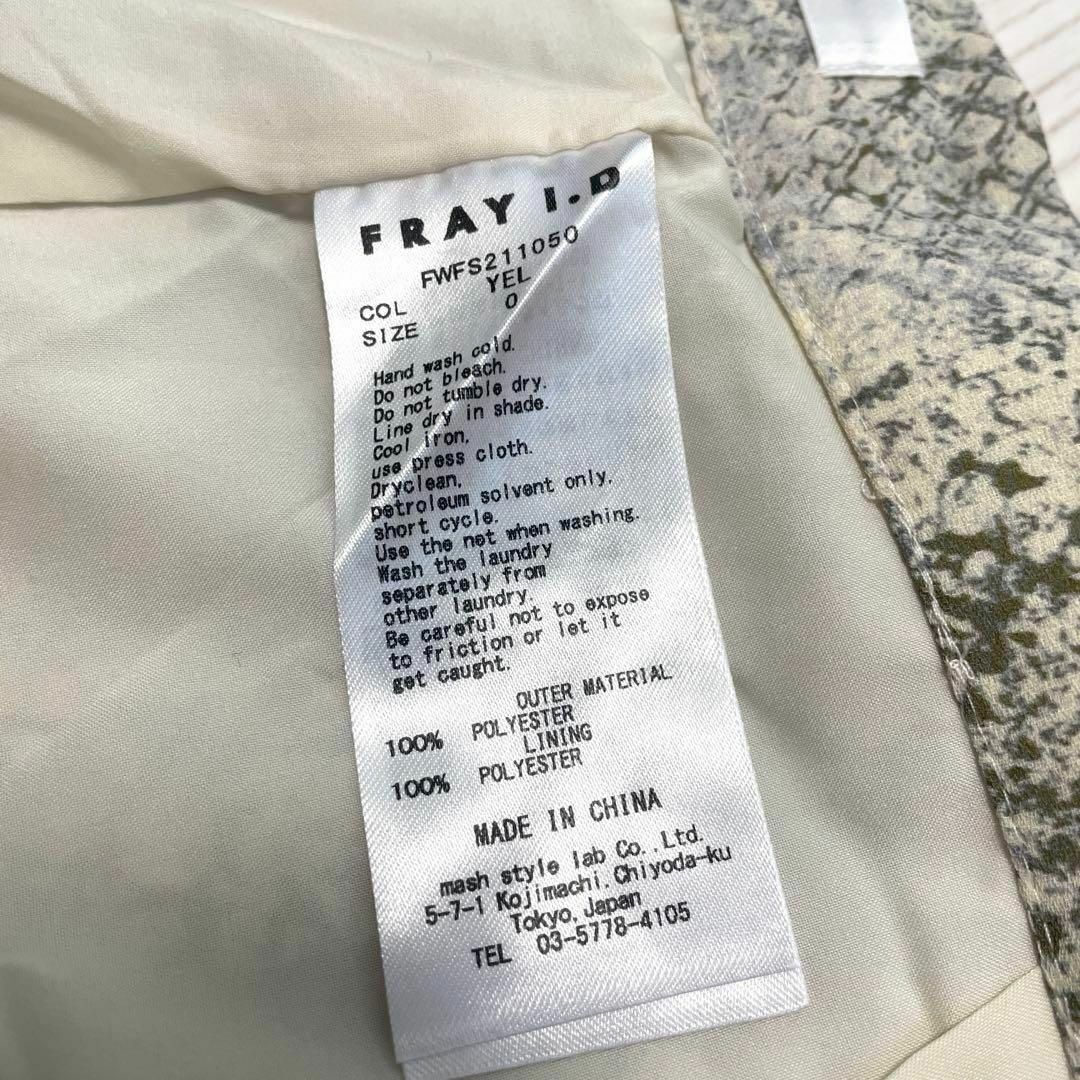 FRAY I.D
FWFS211050
COL YEL
SIZE 0
Hand wash cold.
Do not bleach.
Do not tumble dry.
Line dry in shade.
Cool iron,
use press cloth.
Dryclean,
petroleum solvent only,
short cycle.
Use the net when washing.
Wash the laundry
separately from
other laundry.
Be careful not to expose
to friction or let it
get caught.
OUTER MATERIAL
100% POLYESTER
LINING
100% POLYESTER
MADE IN CHINA
mash style lab Co.,Ltd.
5-7-1 Kojimachi,Chiyoda-ku
Tokyo,Japan
TEL 03-5778-4105